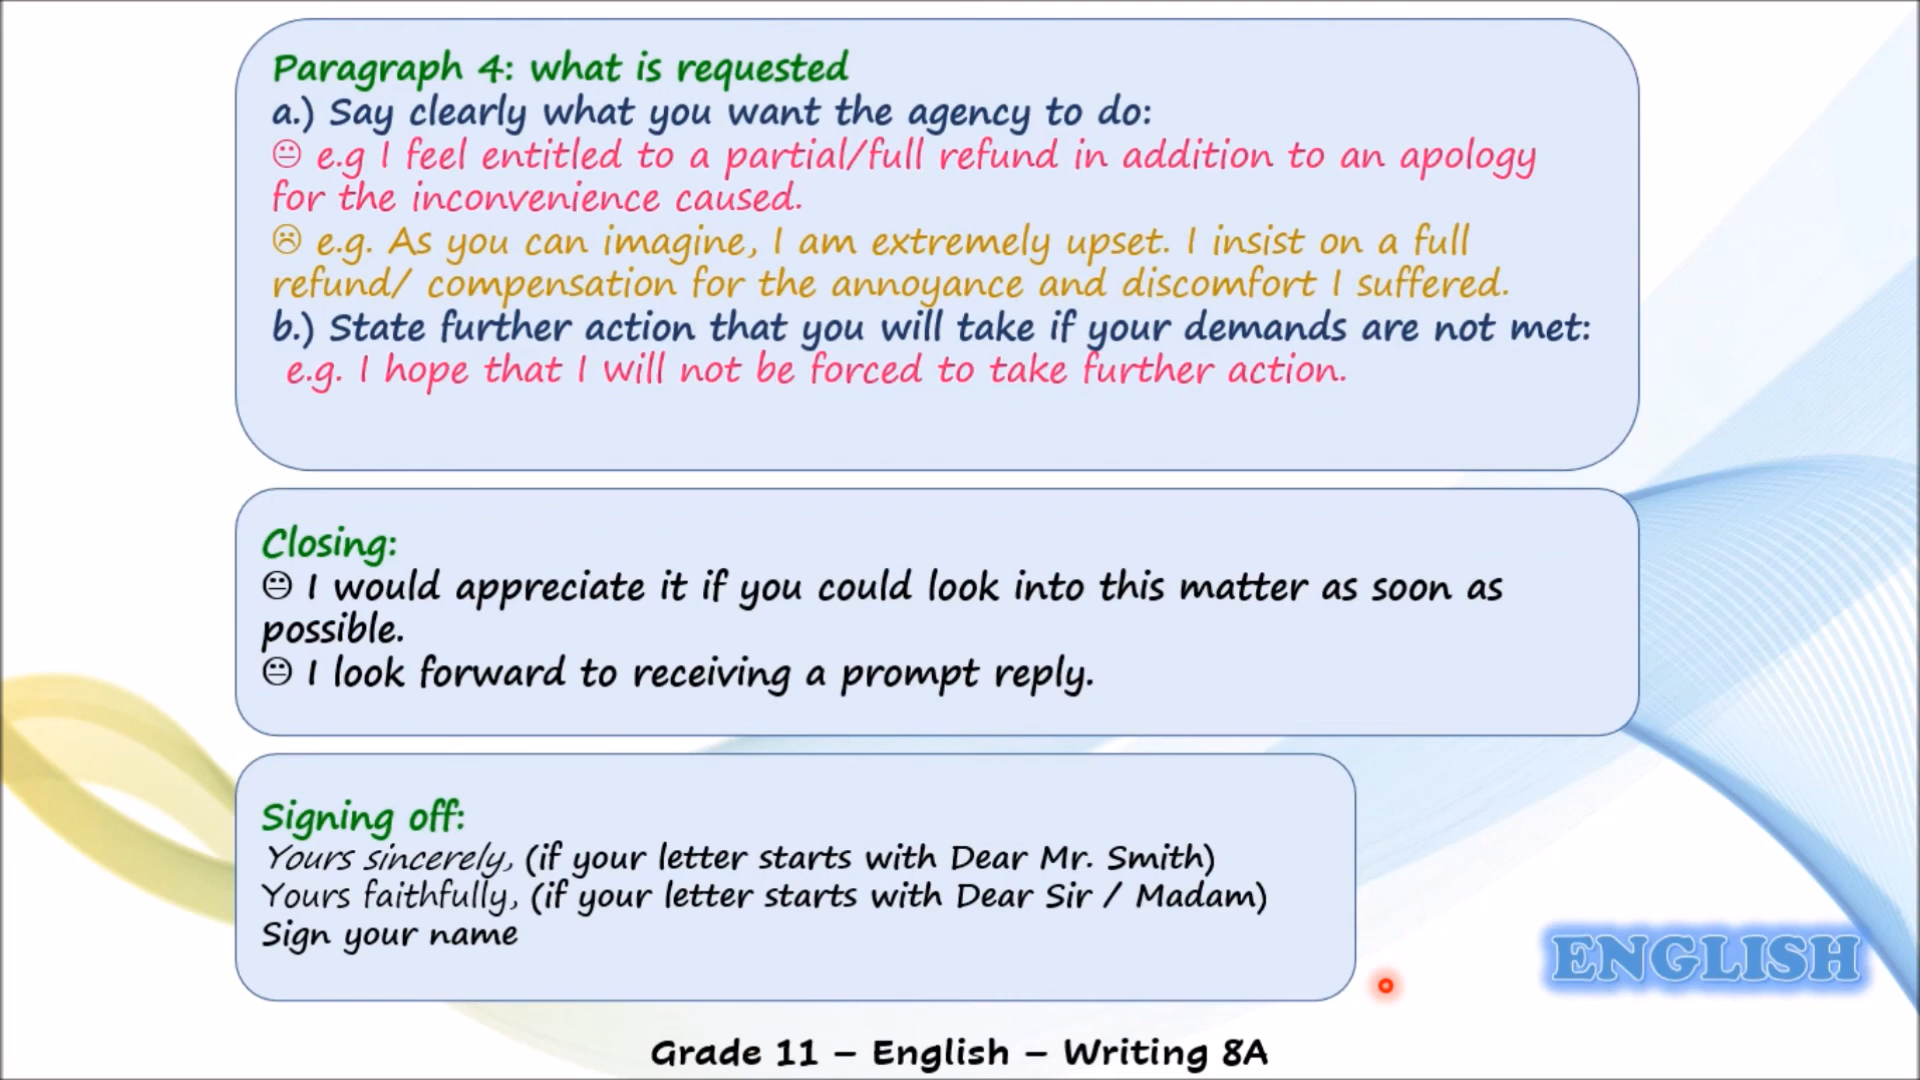 Paragraph 4: what is requested
a.) Say clearly what you want the agency to do:
😐 e.g I feel entitled to a partial/full refund in addition to an apology
for the inconvenience caused.
☹ e.g. As you can imagine, I am extremely upset. I insist on a full
refund/ compensation for the annoyance and discomfort I suffered.
b.) State further action that you will take if your demands are not met:
e.g. I hope that I will not be forced to take further action.
Closing:
😐 I would appreciate it if you could look into this matter as soon as
possible.
😐 I look forward to receiving a prompt reply.
Signing off:
Yours sincerely, (if your letter starts with Dear Mr. Smith)
Yours faithfully, (if your letter starts with Dear Sir / Madam)
Sign your name
ENGLISH
Grade 11 – English – Writing 8A